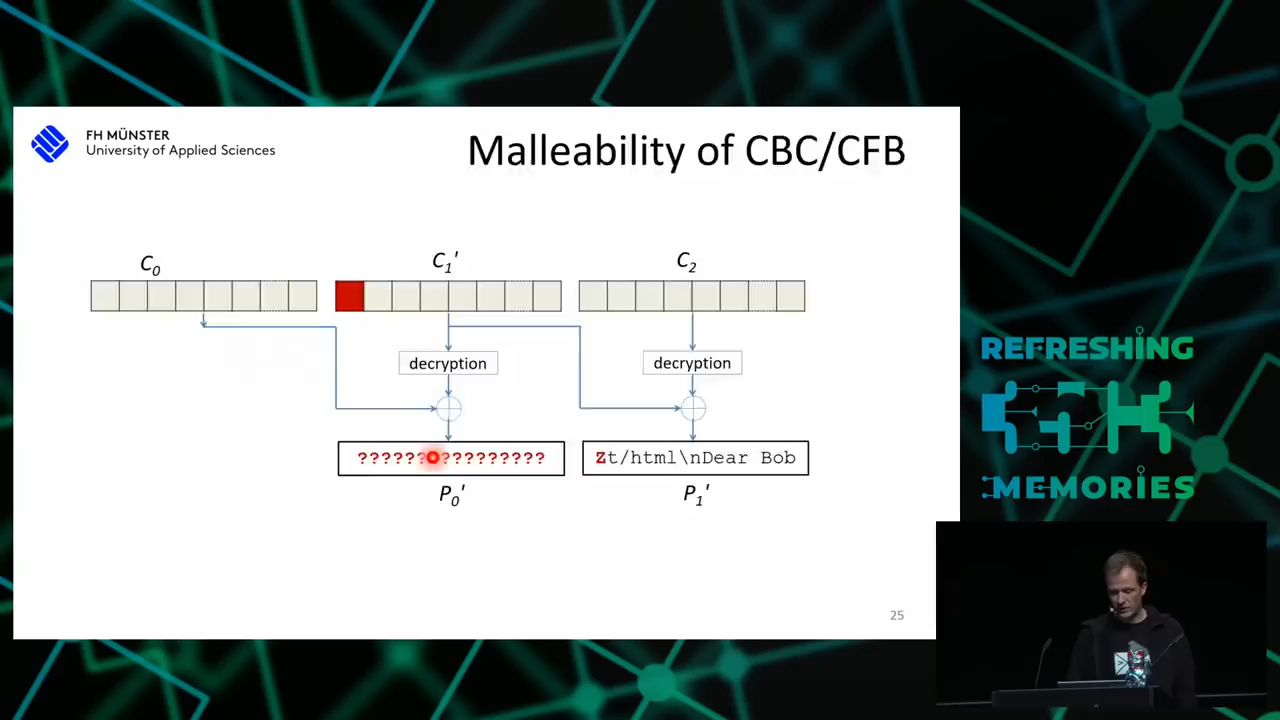 FH MÜNSTER
University of Applied Sciences
Malleability of CBC/CFB
C0
C1'
C2
decryption
decryption
???????????????
Zt/html\nDear Bob
P0'
P1'
25
REFRESHING
MEMORIES